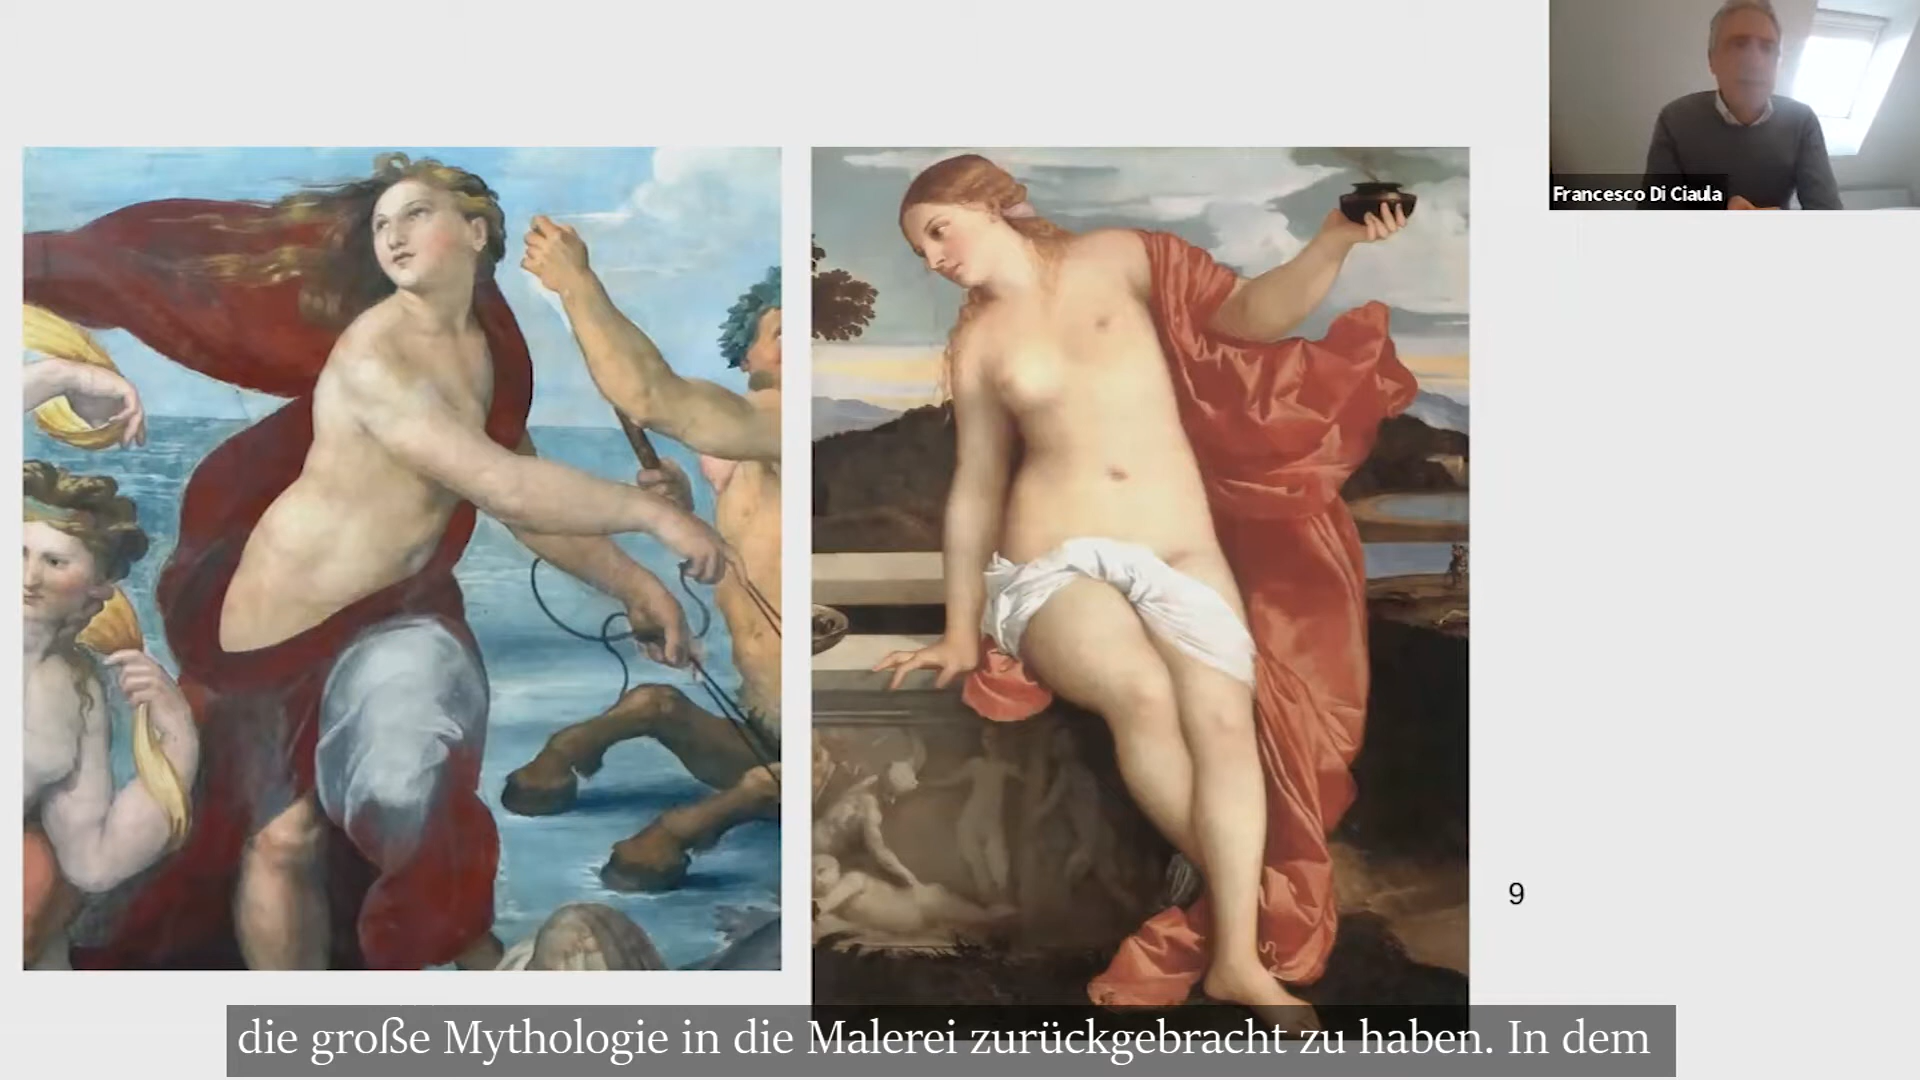 Francesco Di Ciaula
9
die große Mythologie in die Malerei zurückgebracht zu haben. In dem